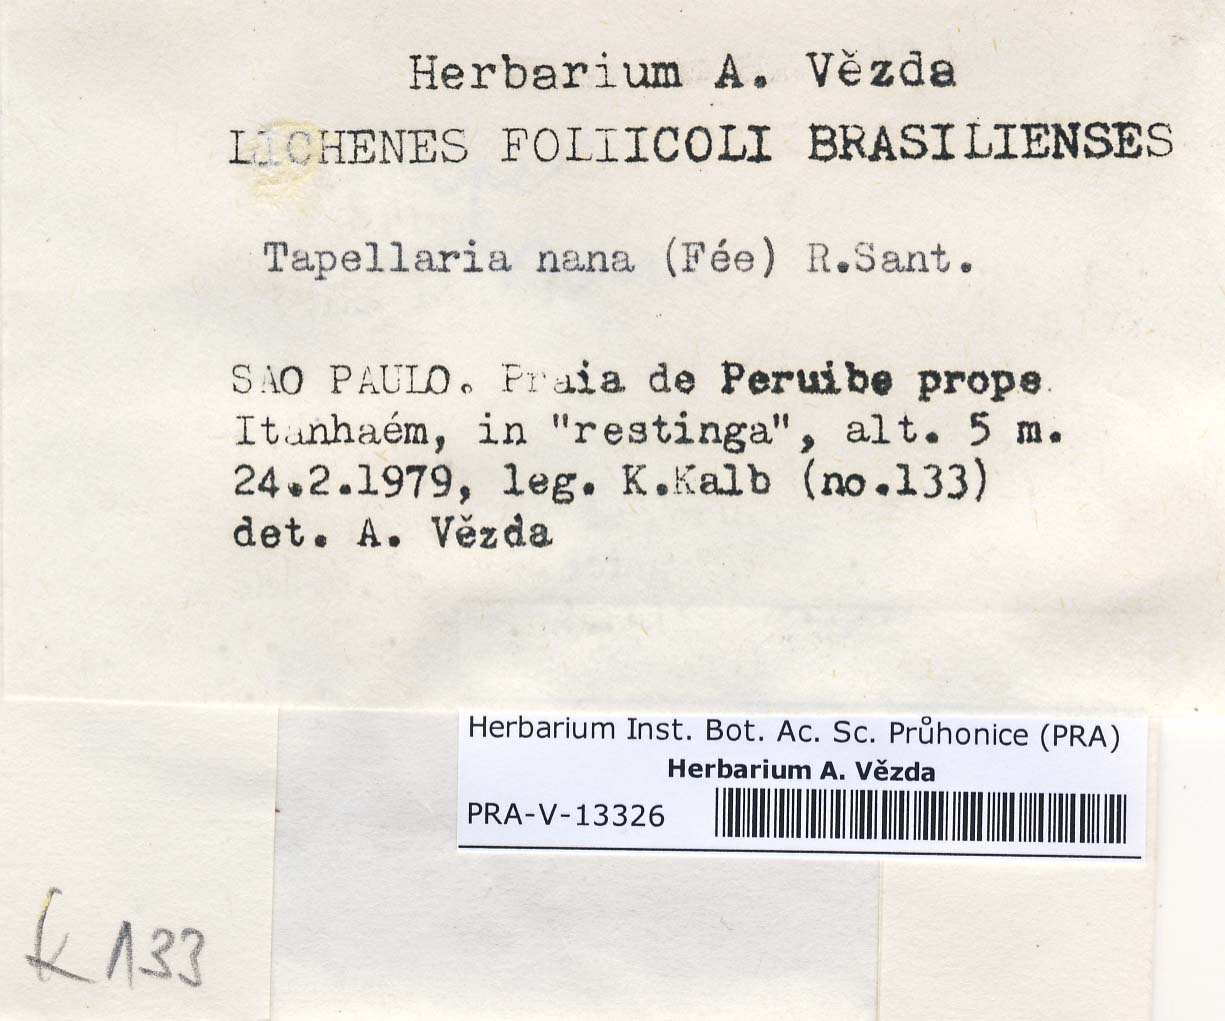 Herbarium A. Vězda
LICHENES FOLIICOLI BRASILIENSES
Tapellaria nana (Fée) R.Sant.
SAO PAULO. Praia de Peruibe prope
Itanhaém, in "restinga", alt. 5 m.
24.2.1979, leg. K.Kalb (no.133)
det. A. Vězda
Herbarium Inst. Bot. Ac. Sc. Průhonice (PRA)
Herbarium A. Vězda
PRA-V-13326
K 133